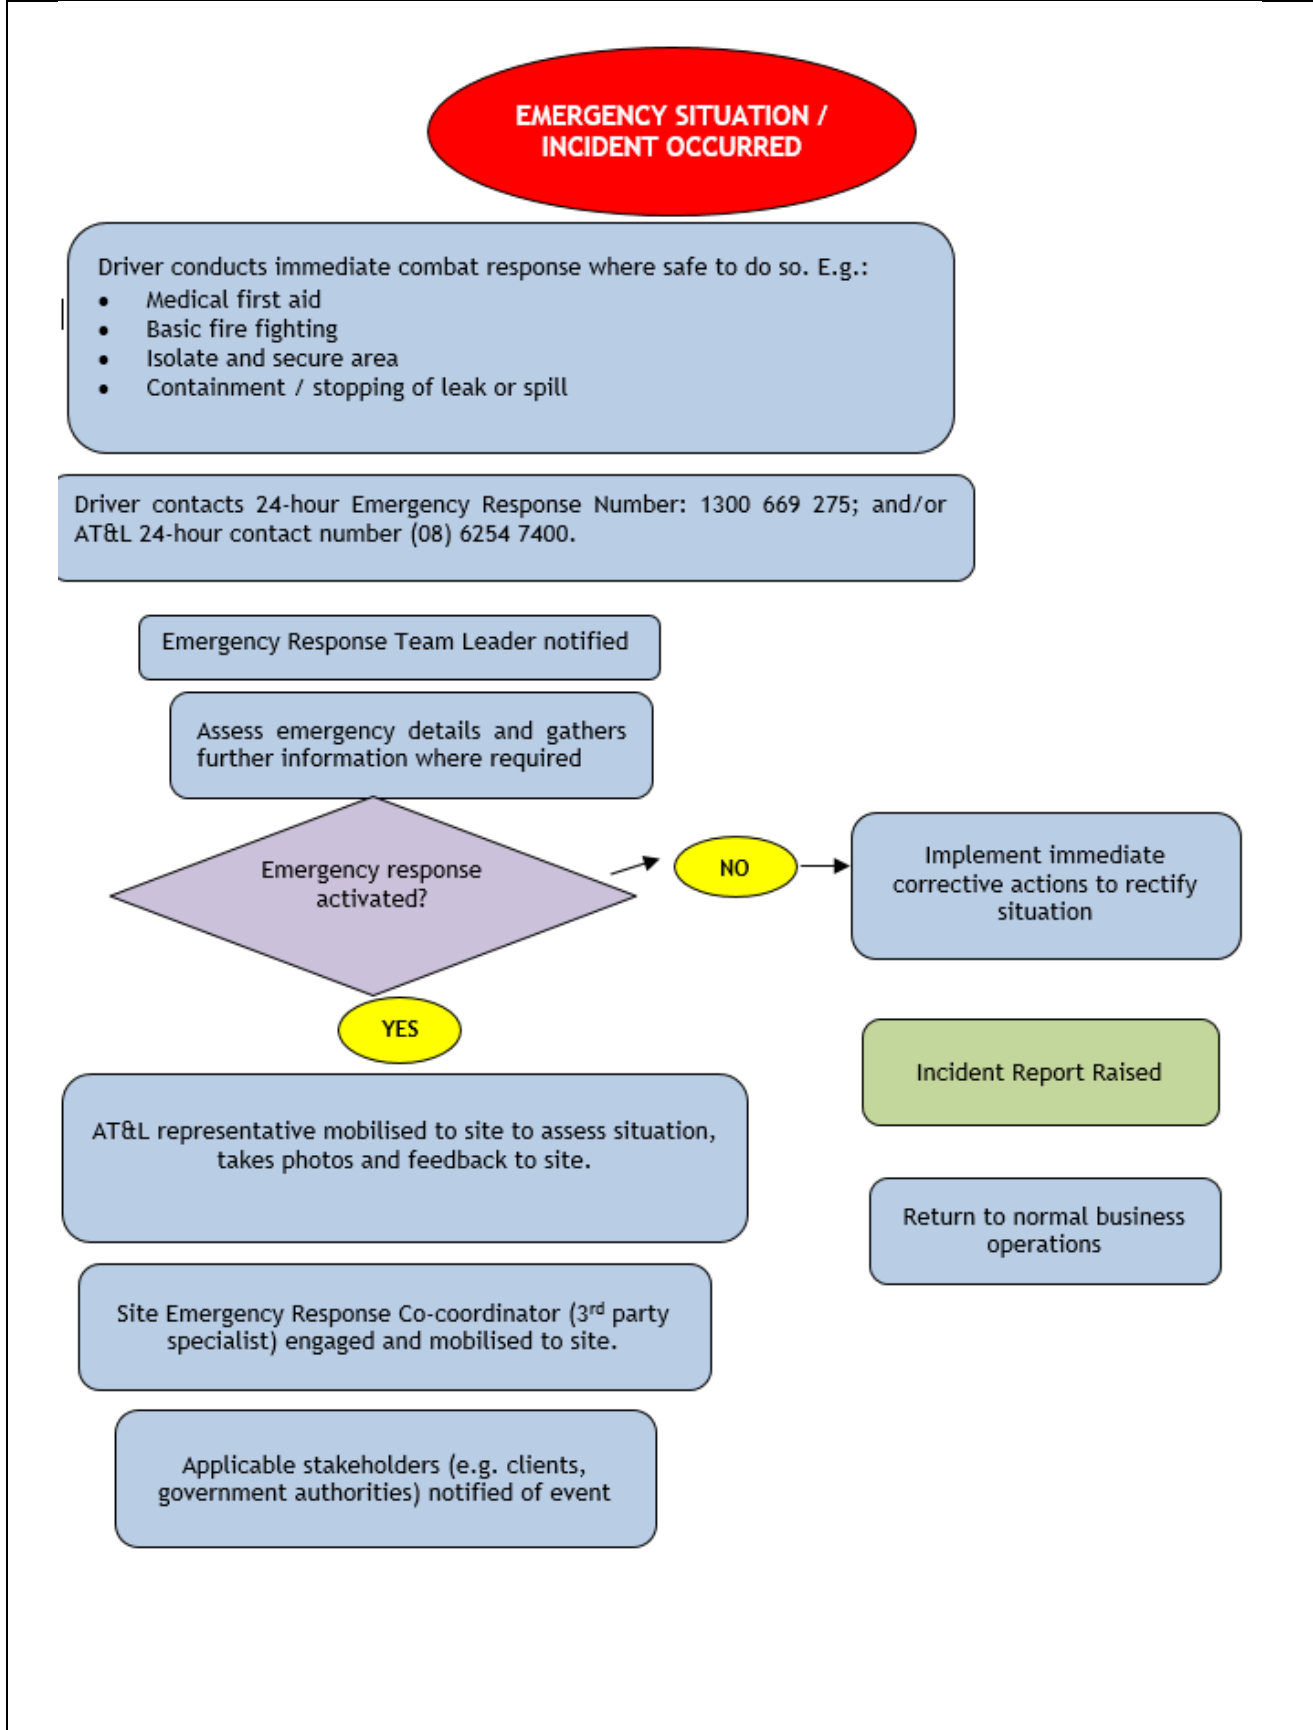 EMERGENCY SITUATION /
INCIDENT OCCURRED
Driver conducts immediate combat response where safe to do so. E.g.:
• Medical first aid
• Basic fire fighting
• Isolate and secure area
• Containment / stopping of leak or spill
Driver contacts 24-hour Emergency Response Number: 1300 669 275; and/or
AT&L 24-hour contact number (08) 6254 7400.
Emergency Response Team Leader notified
Assess emergency details and gathers
further information where required
Emergency response
activated?
NO
Implement immediate
corrective actions to rectify
situation
YES
Incident Report Raised
AT&L representative mobilised to site to assess situation,
takes photos and feedback to site.
Return to normal business
operations
Site Emergency Response Co-coordinator (3rd party
specialist) engaged and mobilised to site.
Applicable stakeholders (e.g. clients,
government authorities) notified of event